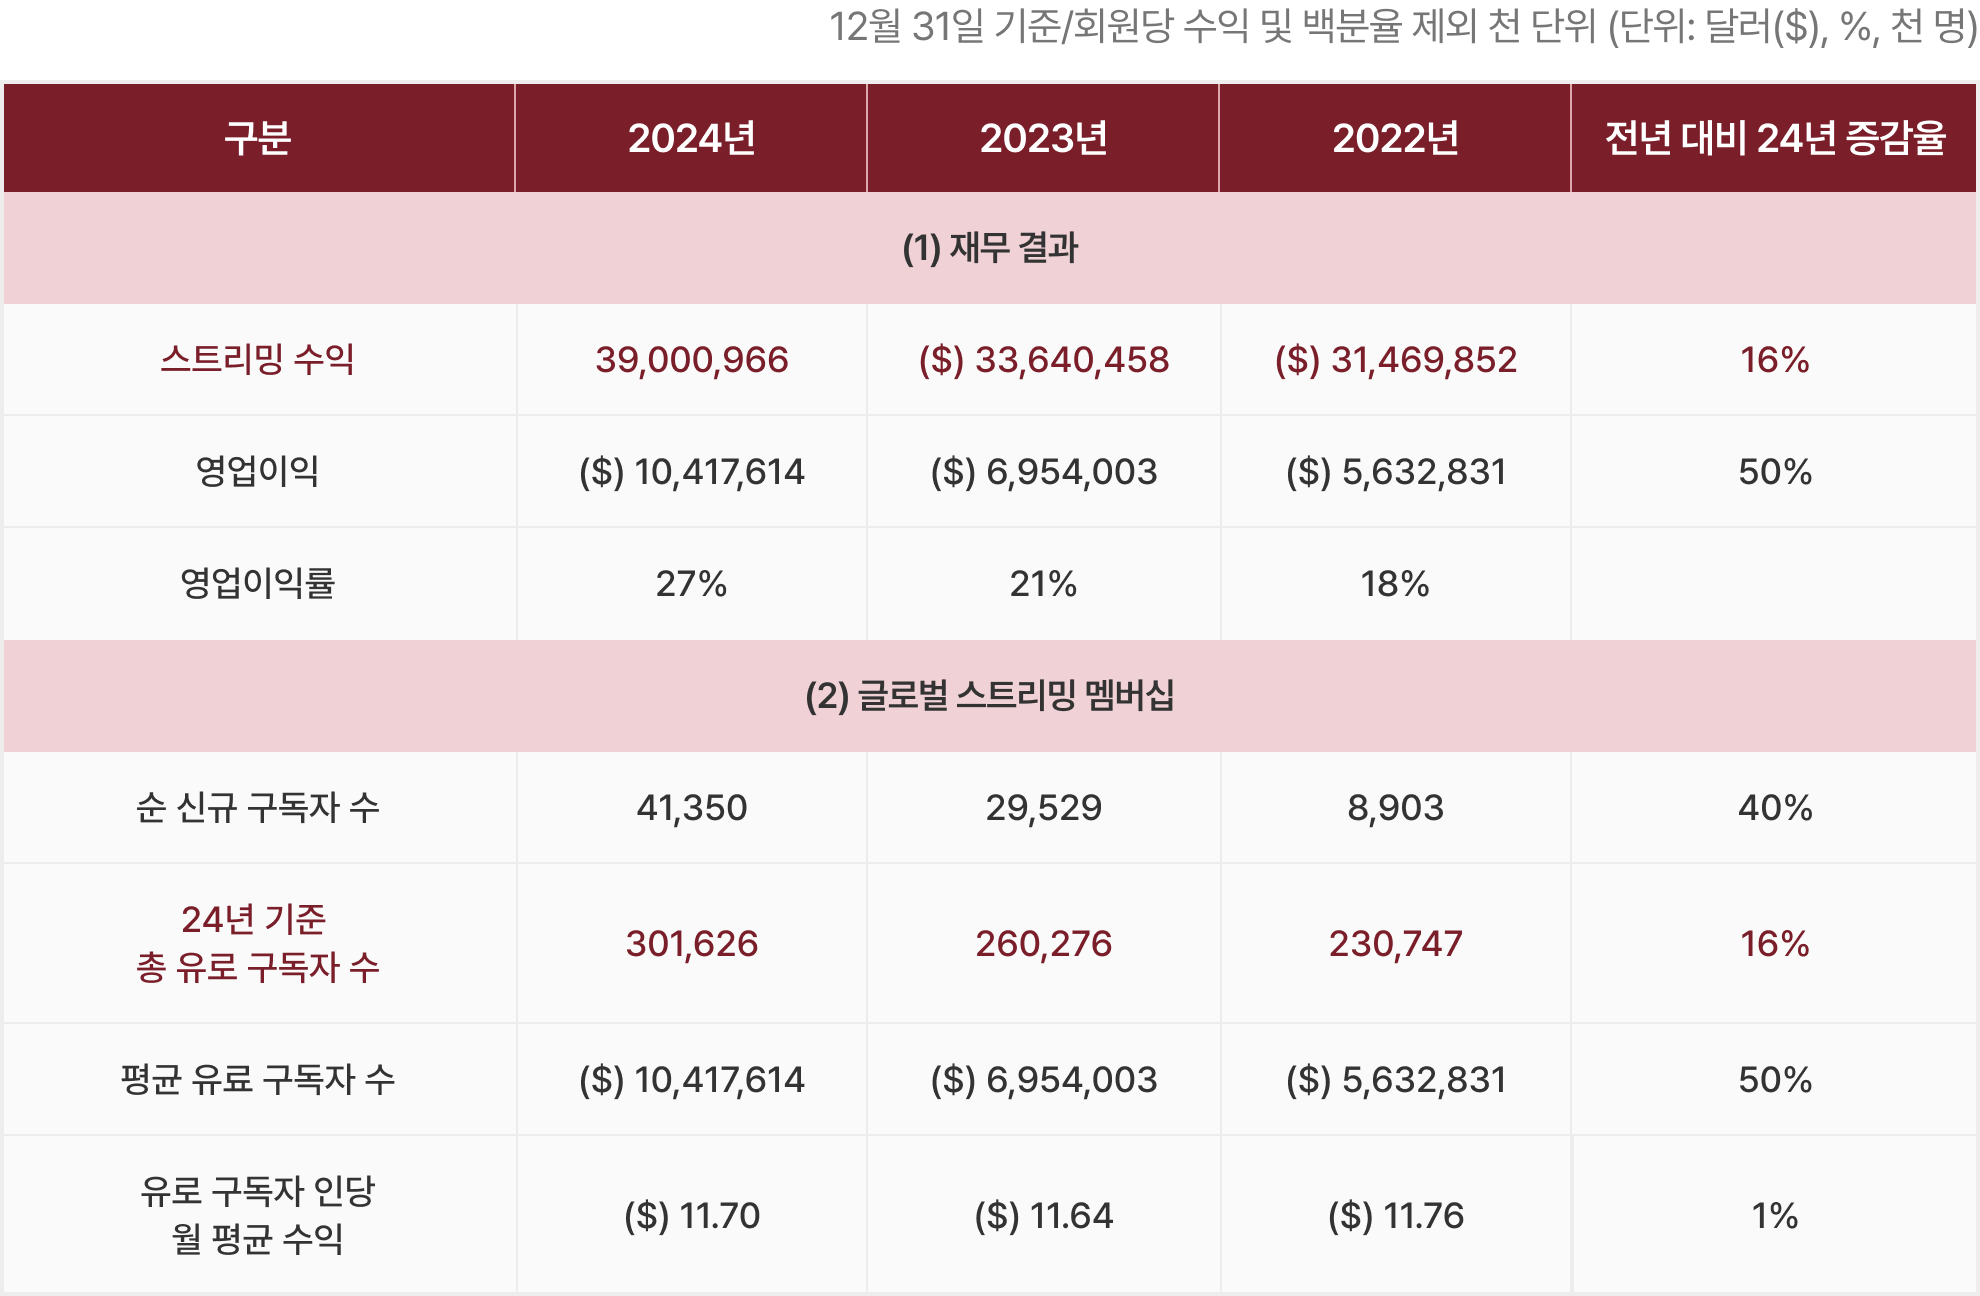 12월 31일 기준/회원당 수익 및 백분율 제외 천 단위 (단위: 달러($), %, 천 명)
구분 2024년 2023년 2022년 전년 대비 24년 증감율
(1) 재무 결과
스트리밍 수익 39,000,966 ($) 33,640,458 ($) 31,469,852 16%
영업이익 ($) 10,417,614 ($) 6,954,003 ($) 5,632,831 50%
영업이익률 27% 21% 18%
(2) 글로벌 스트리밍 멤버십
순 신규 구독자 수 41,350 29,529 8,903 40%
24년 기준
총 유로 구독자 수 301,626 260,276 230,747 16%
평균 유료 구독자 수 ($) 10,417,614 ($) 6,954,003 ($) 5,632,831 50%
유로 구독자 인당
월 평균 수익 ($) 11.70 ($) 11.64 ($) 11.76 1%